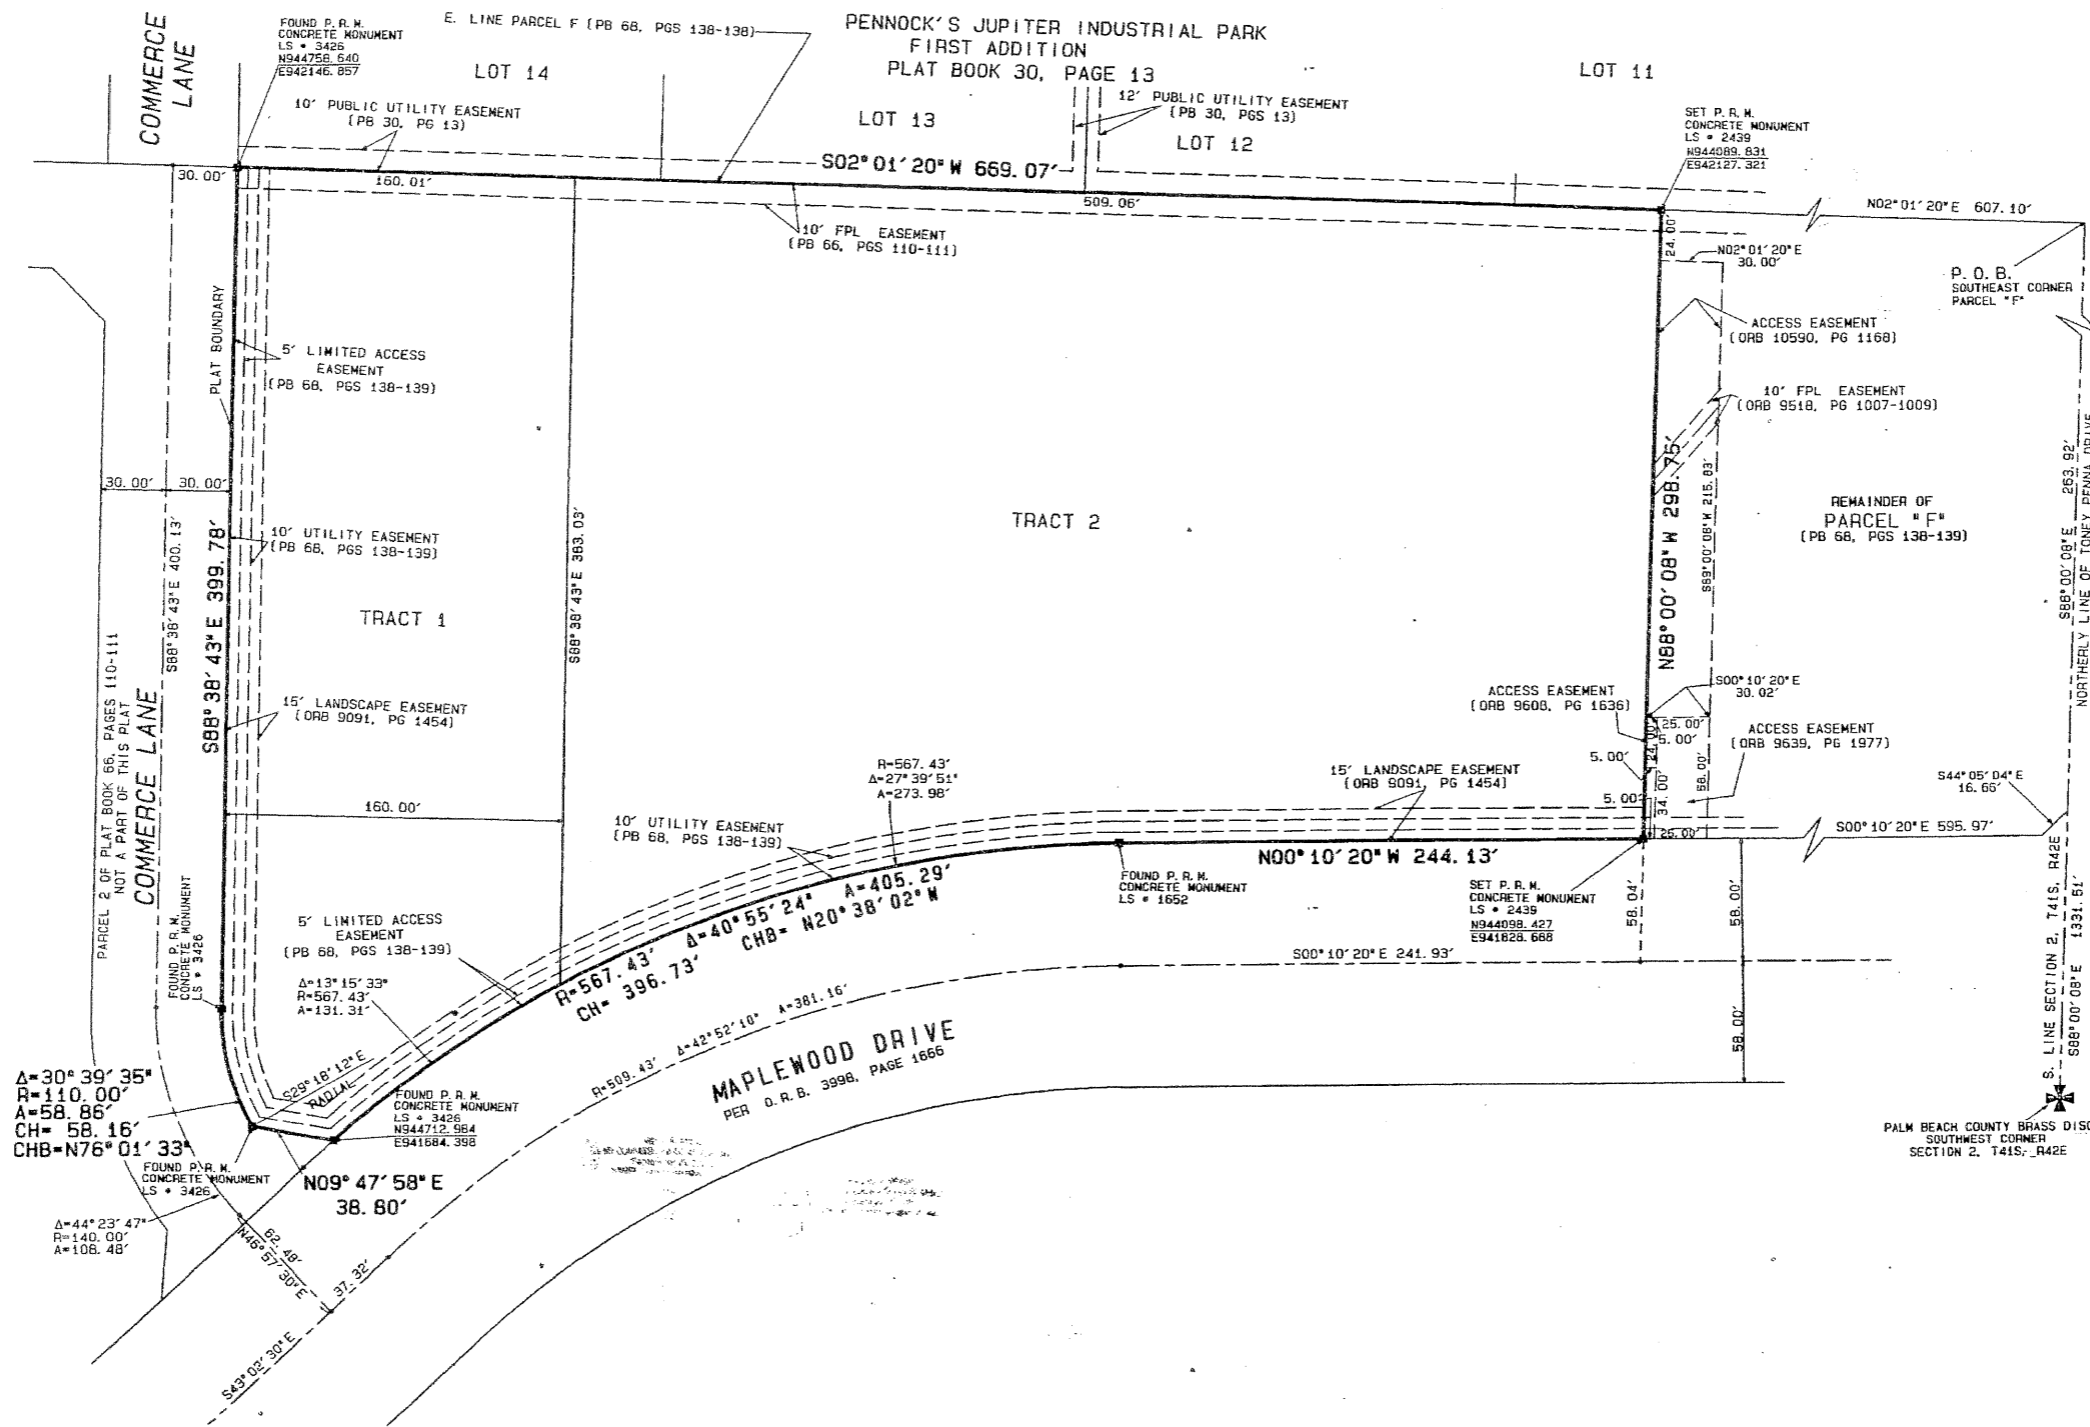 COMMERCE
LANE
FOUND P. R. M.
CONCRETE MONUMENT
LS • 3426
N944758.640
E942146.857
E. LINE PARCEL F (PB 68, PGS 138-138)
LOT 14
PENNOCK'S JUPITER INDUSTRIAL PARK
FIRST ADDITION
PLAT BOOK 30, PAGE 13
LOT 11
10' PUBLIC UTILITY EASEMENT
(PB 30, PG 13)
LOT 13
12' PUBLIC UTILITY EASEMENT
(PB 30, PGS 13)
LOT 12
SET P. R. M.
CONCRETE MONUMENT
LS • 2439
N944089.831
E942127.321
30.00'
160.01'
S02°01'20"W 669.07'
509.06'
N02°01'20"E 607.10'
10' FPL EASEMENT
(PB 66, PGS 110-111)
24.00'
N02°01'20"E
30.00'
P. O. B.
SOUTHEAST CORNER
PARCEL "F"
PLAT BOUNDARY
5' LIMITED ACCESS
EASEMENT
(PB 68, PGS 138-139)
ACCESS EASEMENT
(ORB 10590, PG 1168)
10' FPL EASEMENT
(ORB 9518, PG 1007-1009)
30.00'
30.00'
S88°38'43"E 400.13'
S88°38'43"E 399.78'
10' UTILITY EASEMENT
(PB 68, PGS 138-139)
S88°38'43"E 383.03'
TRACT 2
N88°00'08"W 298.75'
S89°00'08"W 215.83'
REMAINDER OF
PARCEL "F"
(PB 68, PGS 138-139)
S88°00'08"E 263.92'
NORTHERLY LINE OF TONEY PENNA DRIVE
TRACT 1
PARCEL 2 OF PLAT BOOK 66, PAGES 110-111
NOT A PART OF THIS PLAT
COMMERCE LANE
15' LANDSCAPE EASEMENT
(ORB 9091, PG 1454)
ACCESS EASEMENT
(ORB 9608, PG 1636)
S00°10'20"E
30.02'
25.00'
5.00'
24.00'
5.00'
ACCESS EASEMENT
(ORB 9639, PG 1977)
58.00'
34.00'
5.00'
25.00'
160.00'
R=567.43'
Δ=27°39'51"
A=273.98'
15' LANDSCAPE EASEMENT
(ORB 9091, PG 1454)
S44°05'04"E
16.66'
S00°10'20"E 595.97'
10' UTILITY EASEMENT
(PB 68, PGS 138-139)
N00°10'20"W 244.13'
FOUND P. R. M.
CONCRETE MONUMENT
LS • 1652
SET P. R. M.
CONCRETE MONUMENT
LS • 2439
N944098.427
E941828.688
58.04'
58.00'
58.00'
FOUND P. R. M.
CONCRETE MONUMENT
LS • 3426
5' LIMITED ACCESS
EASEMENT
(PB 68, PGS 138-139)
Δ=13°15'33"
R=567.43'
A=131.31'
R=567.43' Δ=40°55'24" A=405.29'
CH= 396.73' CHB= N20°38'02"W
S00°10'20"E 241.93'
R=509.43' Δ=42°52'10" A=381.16'
MAPLEWOOD DRIVE
PER O.R.B. 3998, PAGE 1666
S. LINE SECTION 2, T41S, R42E
S88°00'08"E 1331.51'
Δ=30°39'35"
R=110.00'
A=58.86'
CH= 58.16'
CHB=N76°01'33"
S29°18'12"E
RADIAL
FOUND P. R. M.
CONCRETE MONUMENT
LS • 3426
N944712.984
E941684.398
FOUND P. R. M.
CONCRETE MONUMENT
LS • 3426
N09°47'58"E
38.80'
Δ=44°23'47"
R=140.00'
A=108.48'
62.48'
N46°57'30"E
37.32'
S43°02'30"E
PALM BEACH COUNTY BRASS DISC
SOUTHWEST CORNER
SECTION 2, T41S, R42E